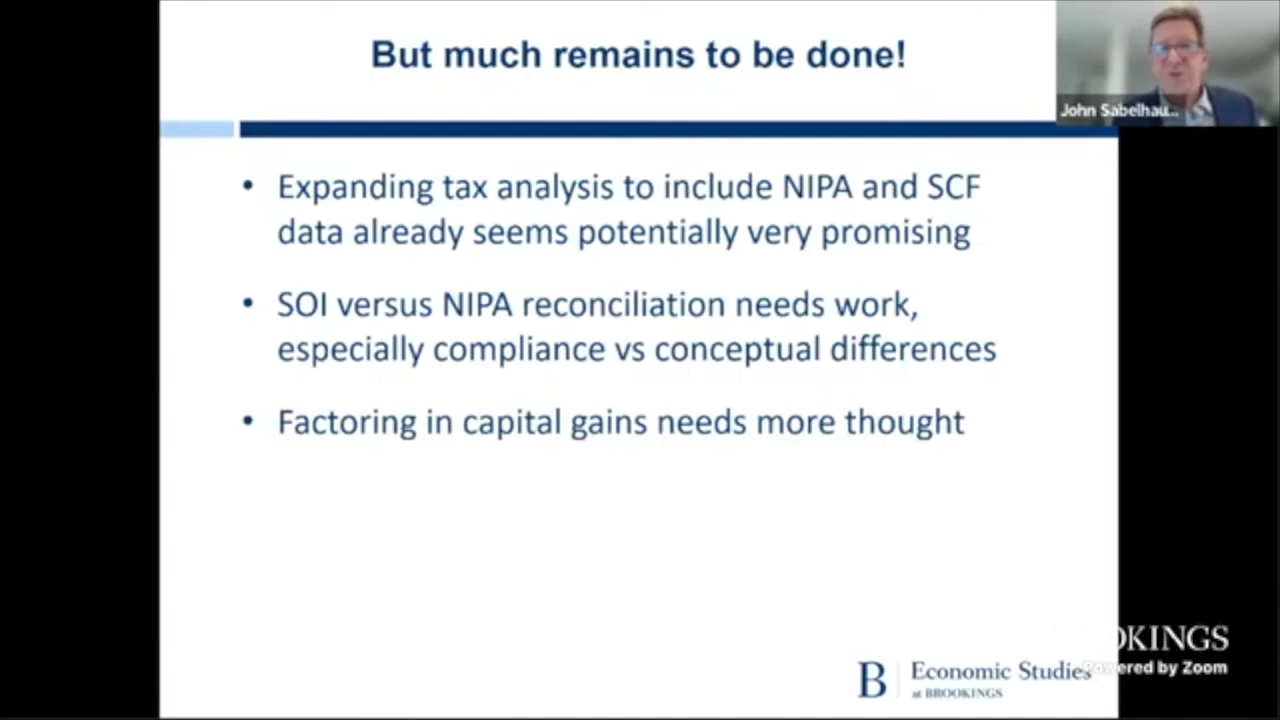 But much remains to be done!
John Sabelhau...
• Expanding tax analysis to include NIPA and SCF
data already seems potentially very promising
• SOI versus NIPA reconciliation needs work,
especially compliance vs conceptual differences
• Factoring in capital gains needs more thought
B Economic Studies
at BROOKINGS
OKINGS
Powered by Zoom